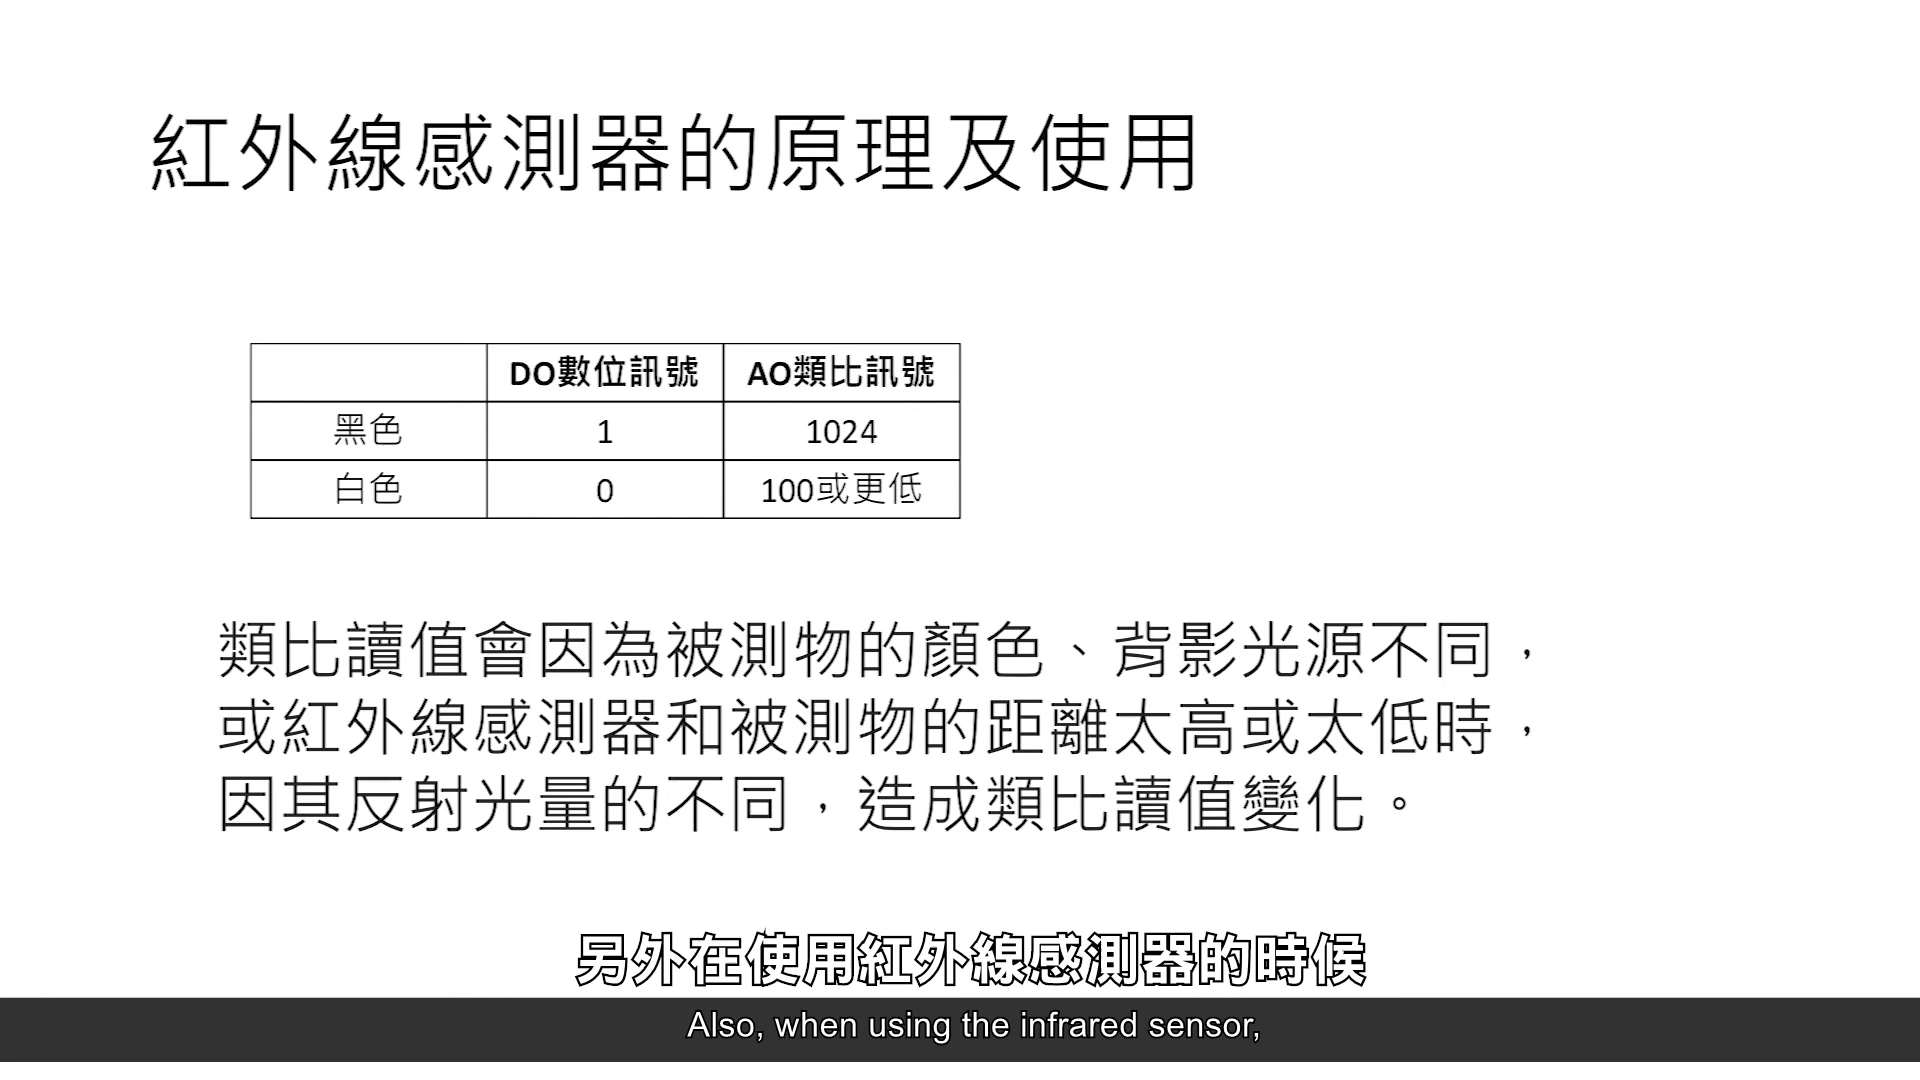 紅外線感測器的原理及使用
DO數位訊號 AO類比訊號
黑色 1 1024
白色 0 100或更低
類比讀值會因為被測物的顏色、背影光源不同，
或紅外線感測器和被測物的距離太高或太低時，
因其反射光量的不同，造成類比讀值變化。
另外在使用紅外線感測器的時候
Also, when using the infrared sensor,